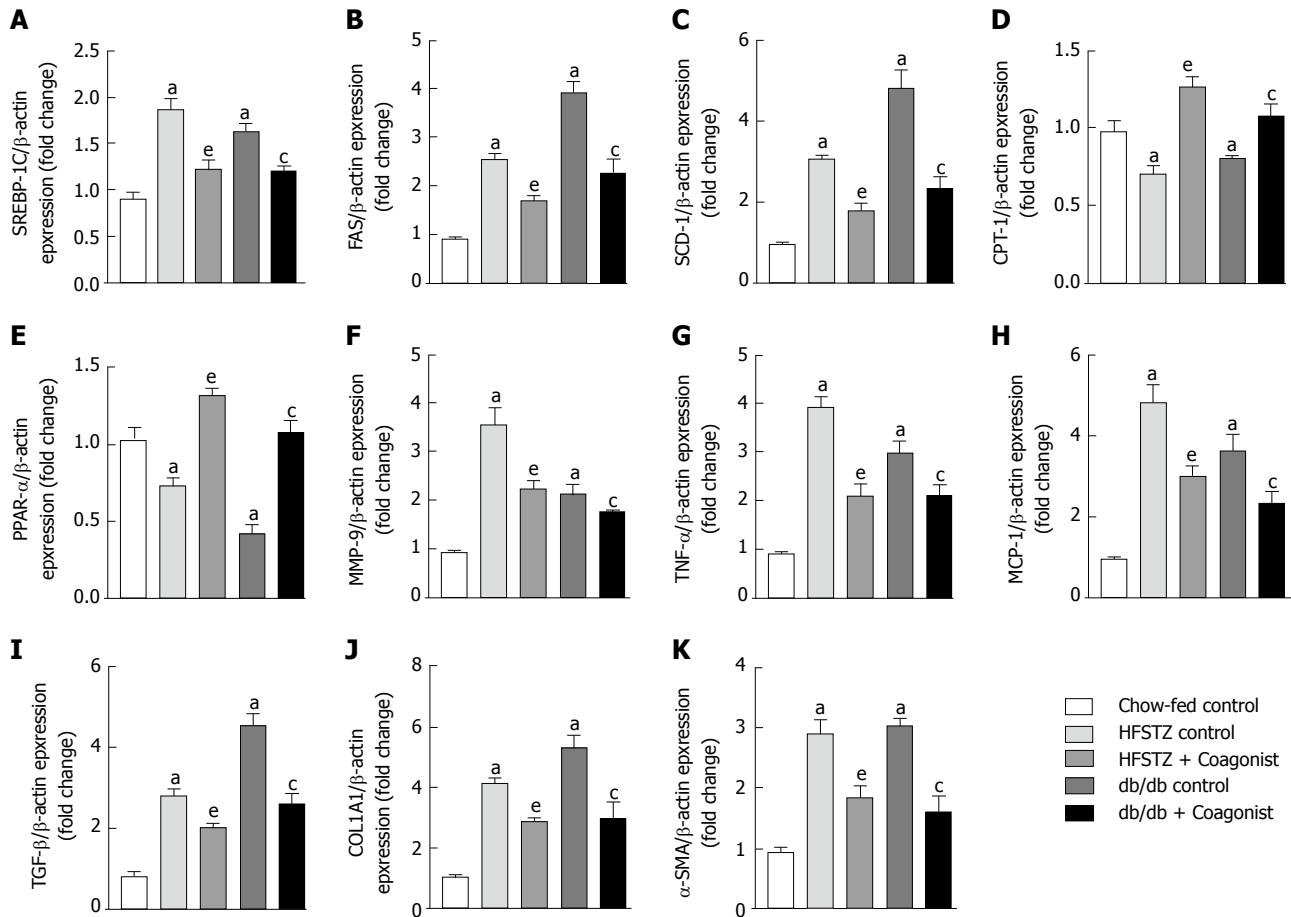 A
SREBP-1C/β-actin
epxression (fold change)
2.5
2.0
1.5
1.0
0.5
0.0
a
e
a
c
B
FAS/β-actin epxression
(fold change)
5
4
3
2
1
0
a
e
a
c
C
SCD-1/β-actin epxression
(fold change)
6
4
2
0
a
e
a
c
D
CPT-1/β-actin epxression
(fold change)
1.5
1.0
0.5
0.0
a
e
a
c
E
PPAR-α/β-actin
epxression (fold change)
1.5
1.0
0.5
0.0
a
e
a
c
F
MMP-9/β-actin epxression
(fold change)
5
4
3
2
1
0
a
e
a
c
G
TNF-α/β-actin epxression
(fold change)
5
4
3
2
1
0
a
e
a
c
H
MCP-1/β-actin epxression
(fold change)
6
4
2
0
a
e
a
c
I
TGF-β/β-actin epxression
(fold change)
6
4
2
0
a
e
a
c
J
COL1A1/β-actin
epxression (fold change)
8
6
4
2
0
a
e
a
c
K
α-SMA/β-actin epxression
(fold change)
4
3
2
1
0
a
e
a
c
Chow-fed control
HFSTZ control
HFSTZ + Coagonist
db/db control
db/db + Coagonist